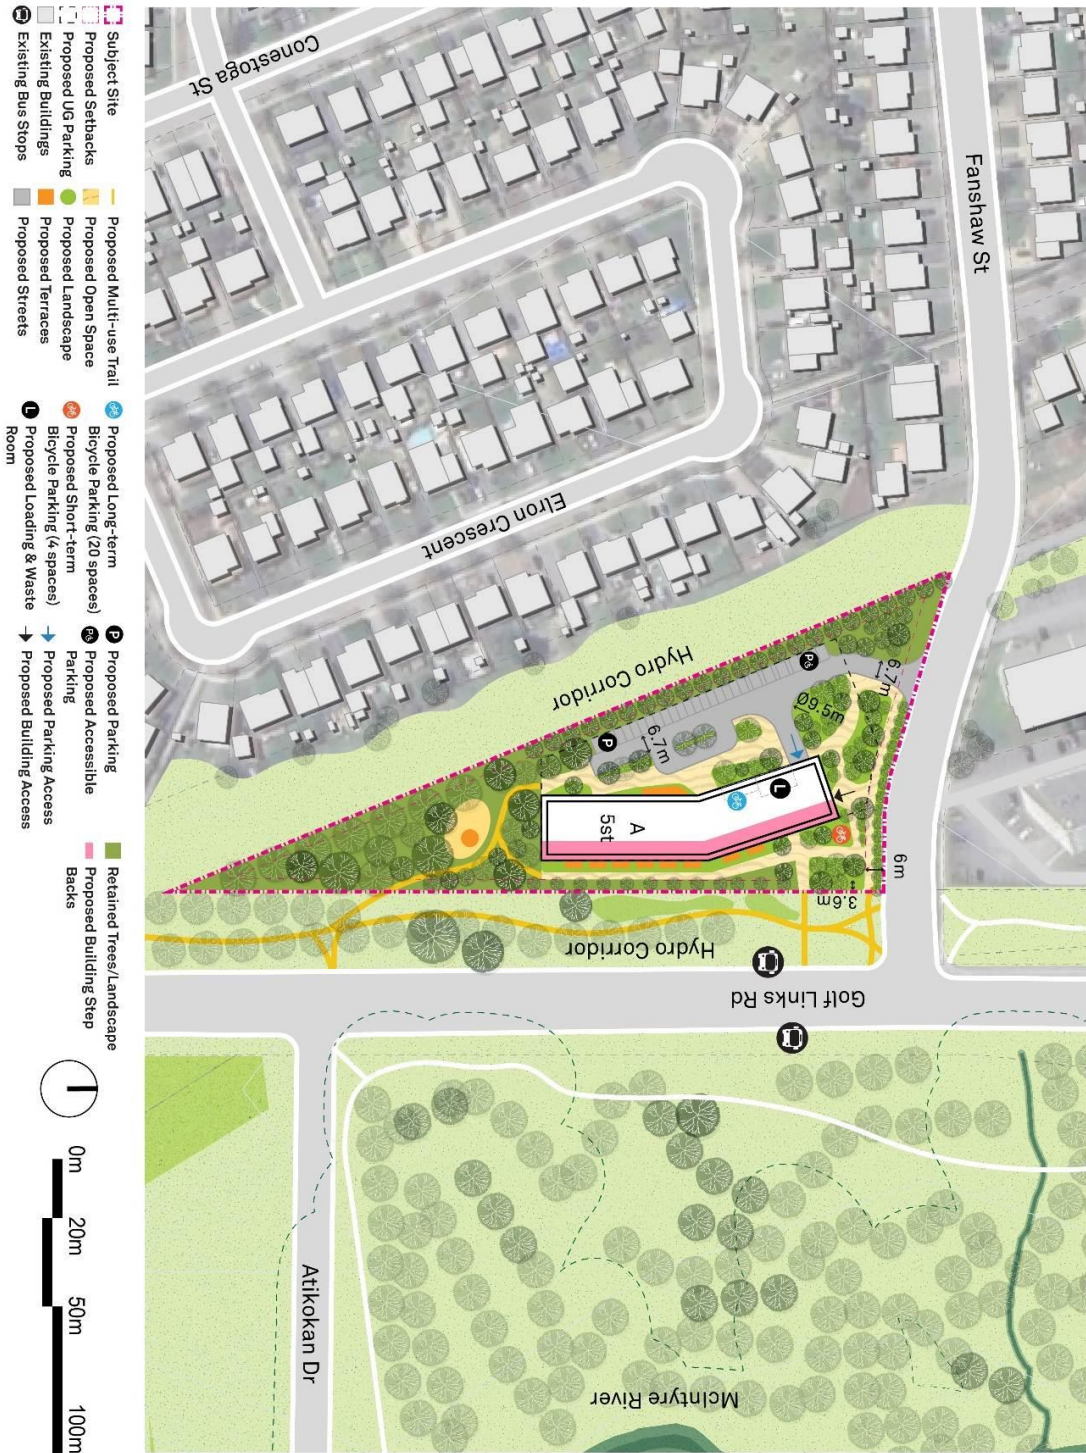 Conestoga St
Fanshaw St
Elron Crescent
Hydro Corridor
6.7m
Ø9.5m
6.7m
P
P
L
A
5st
6m
3.6m
Hydro Corridor
Golf Links Rd
Atikokan Dr
McIntyre River
Subject Site
Proposed Setbacks
Proposed UG Parking
Existing Buildings
Existing Bus Stops
Proposed Multi-use Trail
Proposed Open Space
Proposed Landscape
Proposed Terraces
Proposed Streets
Proposed Long-term
Bicycle Parking (20 spaces)
Proposed Short-term
Bicycle Parking (4 spaces)
L Proposed Loading & Waste
Room
P Proposed Parking
P Proposed Accessible
Parking
Proposed Parking Access
Proposed Building Access
Retained Trees/Landscape
Proposed Building Step
Backs
0m 20m 50m 100m